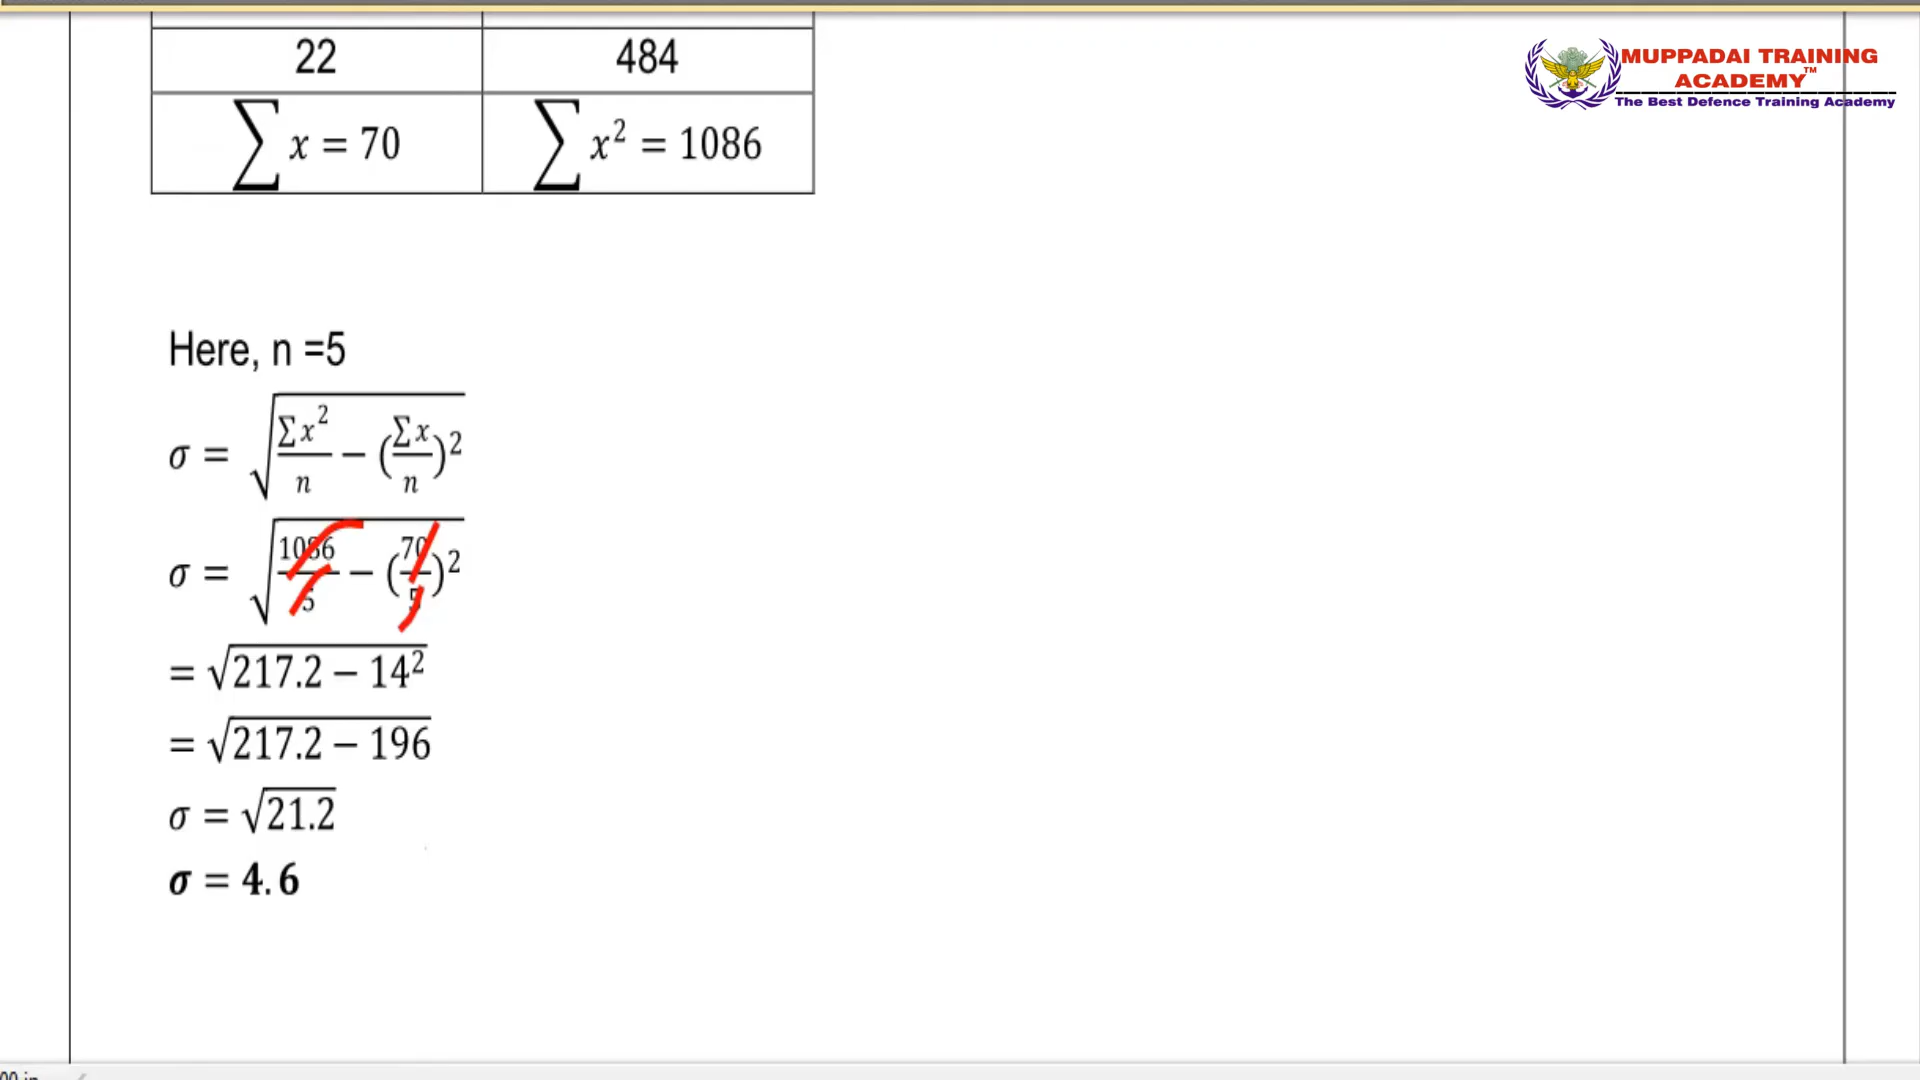 MUPPADAI TRAINING
ACADEMY™
The Best Defence Training Academy
22 484
∑ x = 70 ∑ x² = 1086
Here, n =5
σ = √(∑x²/n − (∑x/n)²)
σ = √(1086/5 − (70/5)²)
= √217.2 − 14²
= √217.2 − 196
σ = √21.2
σ = 4.6